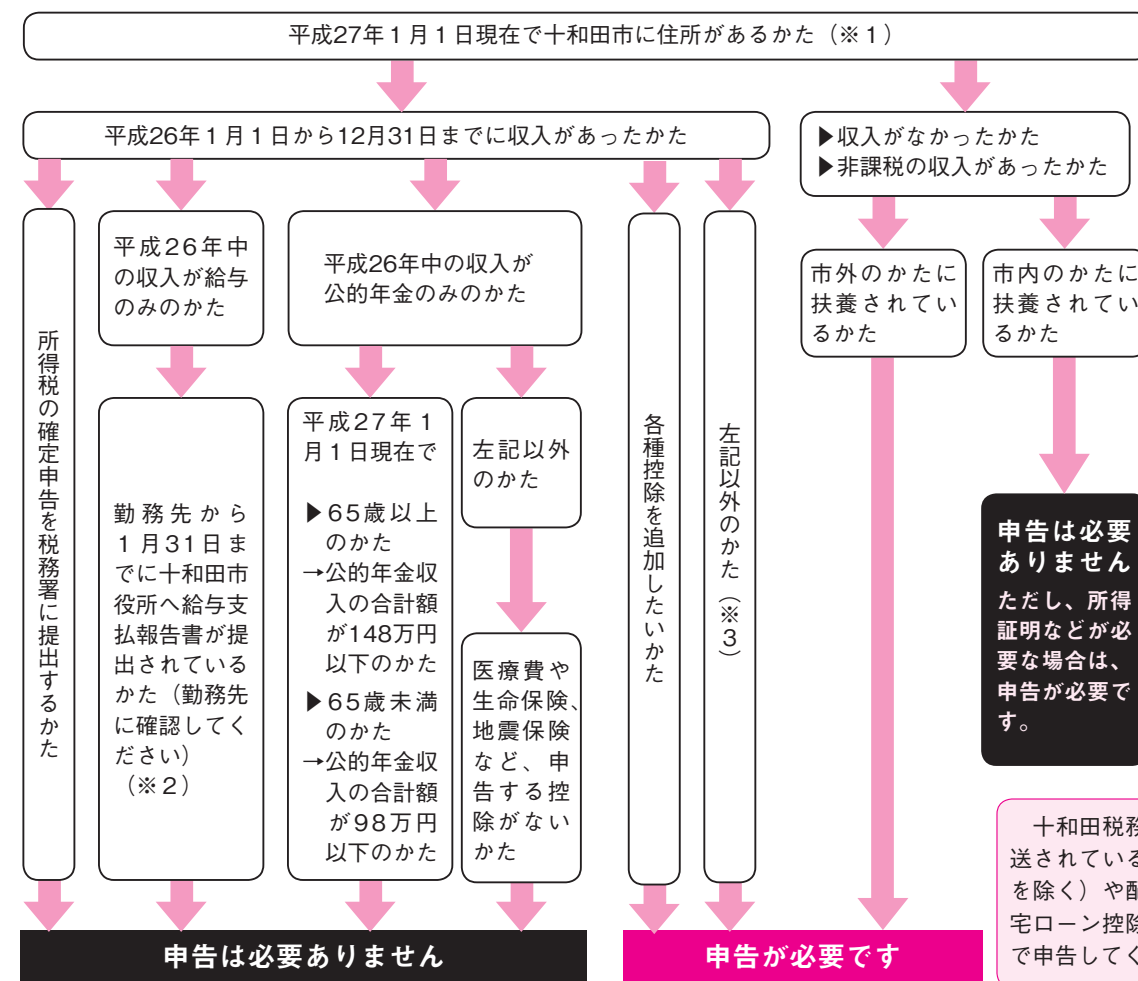 平成27年1月1日現在で十和田市に住所があるかた（※1）
平成26年1月1日から12月31日までに収入があったかた
▶収入がなかったかた
▶非課税の収入があったかた
所得税の確定申告を税務署に提出するかた
平成26年中
の収入が給与
のみのかた
勤務先から
1月31日ま
でに十和田市
役所へ給与支
払報告書が提
出されている
かた（勤務先
に確認してく
ださい）
（※2）
平成26年中の収入が
公的年金のみのかた
平成27年1
月1日現在で
▶65歳以上
のかた
→公的年金収
入の合計額
が148万円
以下のかた
▶65歳未満
のかた
→公的年金収
入の合計額
が98万円
以下のかた
左記以外
のかた
医療費や
生命保険、
地震保険
など、申
告する控
除がない
かた
各種控除を追加したいかた
左記以外のかた（※3）
市外のかたに
扶養されてい
るかた
市内のかたに
扶養されてい
るかた
申告は必要
ありません
ただし、所得
証明などが必
要な場合は、
申告が必要で
す。
申告は必要ありません
申告が必要です
十和田税務
送されている
を除く）や配
宅ローン控除
で申告してく